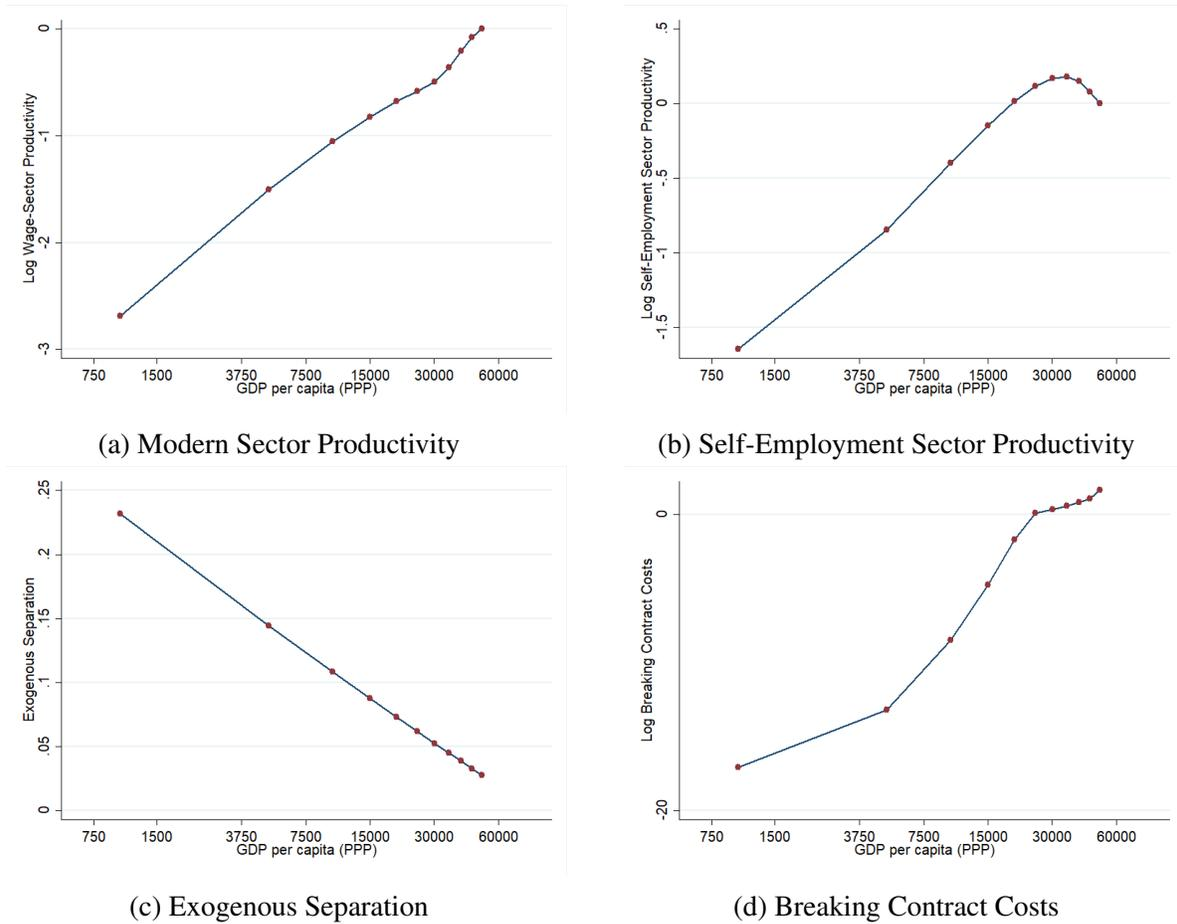 Log Wage-Sector Productivity
0
-1
-2
-3
750 1500 3750 7500 15000 30000 60000
GDP per capita (PPP)
(a) Modern Sector Productivity
Log Self-Employment Sector Productivity
.5
0
-.5
-1
-1.5
750 1500 3750 7500 15000 30000 60000
GDP per capita (PPP)
(b) Self-Employment Sector Productivity
Exogenous Separation
.25
.2
.15
.1
.05
0
750 1500 3750 7500 15000 30000 60000
GDP per capita (PPP)
(c) Exogenous Separation
Log Breaking Contract Costs
0
-20
750 1500 3750 7500 15000 30000 60000
GDP per capita (PPP)
(d) Breaking Contract Costs